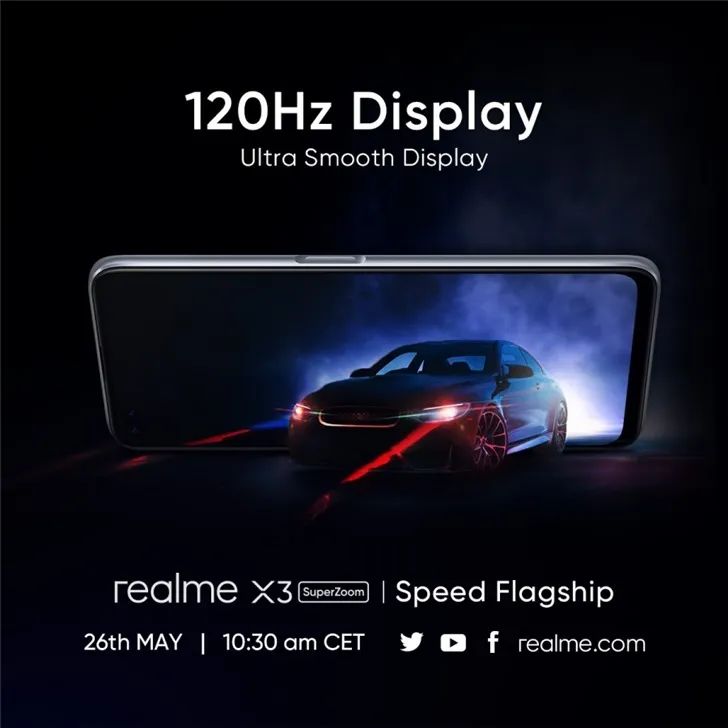 120Hz Display
Ultra Smooth Display
realme X3 SuperZoom | Speed Flagship
26th MAY | 10:30 am CET realme.com